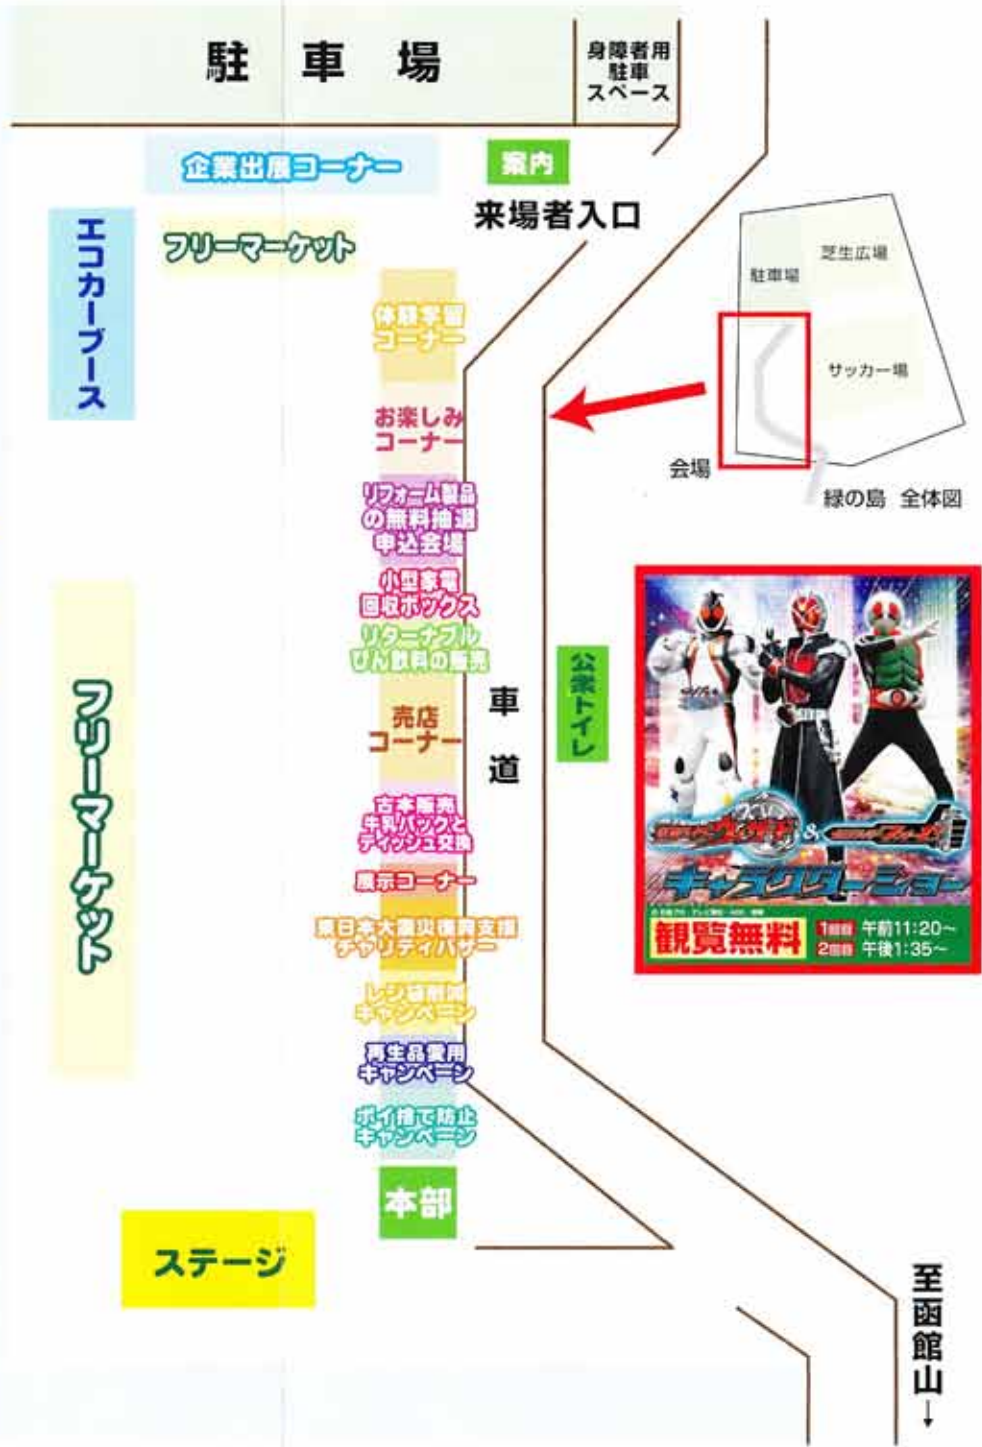 駐車場
身障者用
駐車
スペース
企業出展コーナー
案内
来場者入口
エコカーブース
フリーマーケット
体験学習
コーナー
お楽しみ
コーナー
リフォーム製品
の無料抽選
申込会場
小型家電
回収ボックス
リターナブル
びん飲料の販売
売店
コーナー
古本販売
牛乳パックと
ティッシュ交換
展示コーナー
東日本大震災復興支援
チャリティバザー
レジ袋削減
キャンペーン
再生品愛用
キャンペーン
ポイ捨て防止
キャンペーン
本部
フリーマーケット
ステージ
車道
公衆トイレ
芝生広場
駐車場
サッカー場
会場
緑の島 全体図
ウィザード
&
フォーゼ
キャラクターショー
観覧無料
1回目 午前11:20～
2回目 午後1:35～
至函館山↓